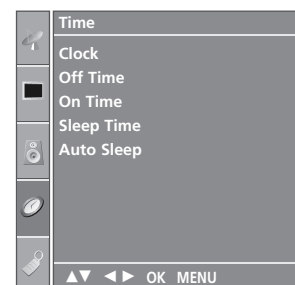 Time
Clock
Off Time
On Time
Sleep Time
Auto Sleep
▲▼ ◄► OK MENU